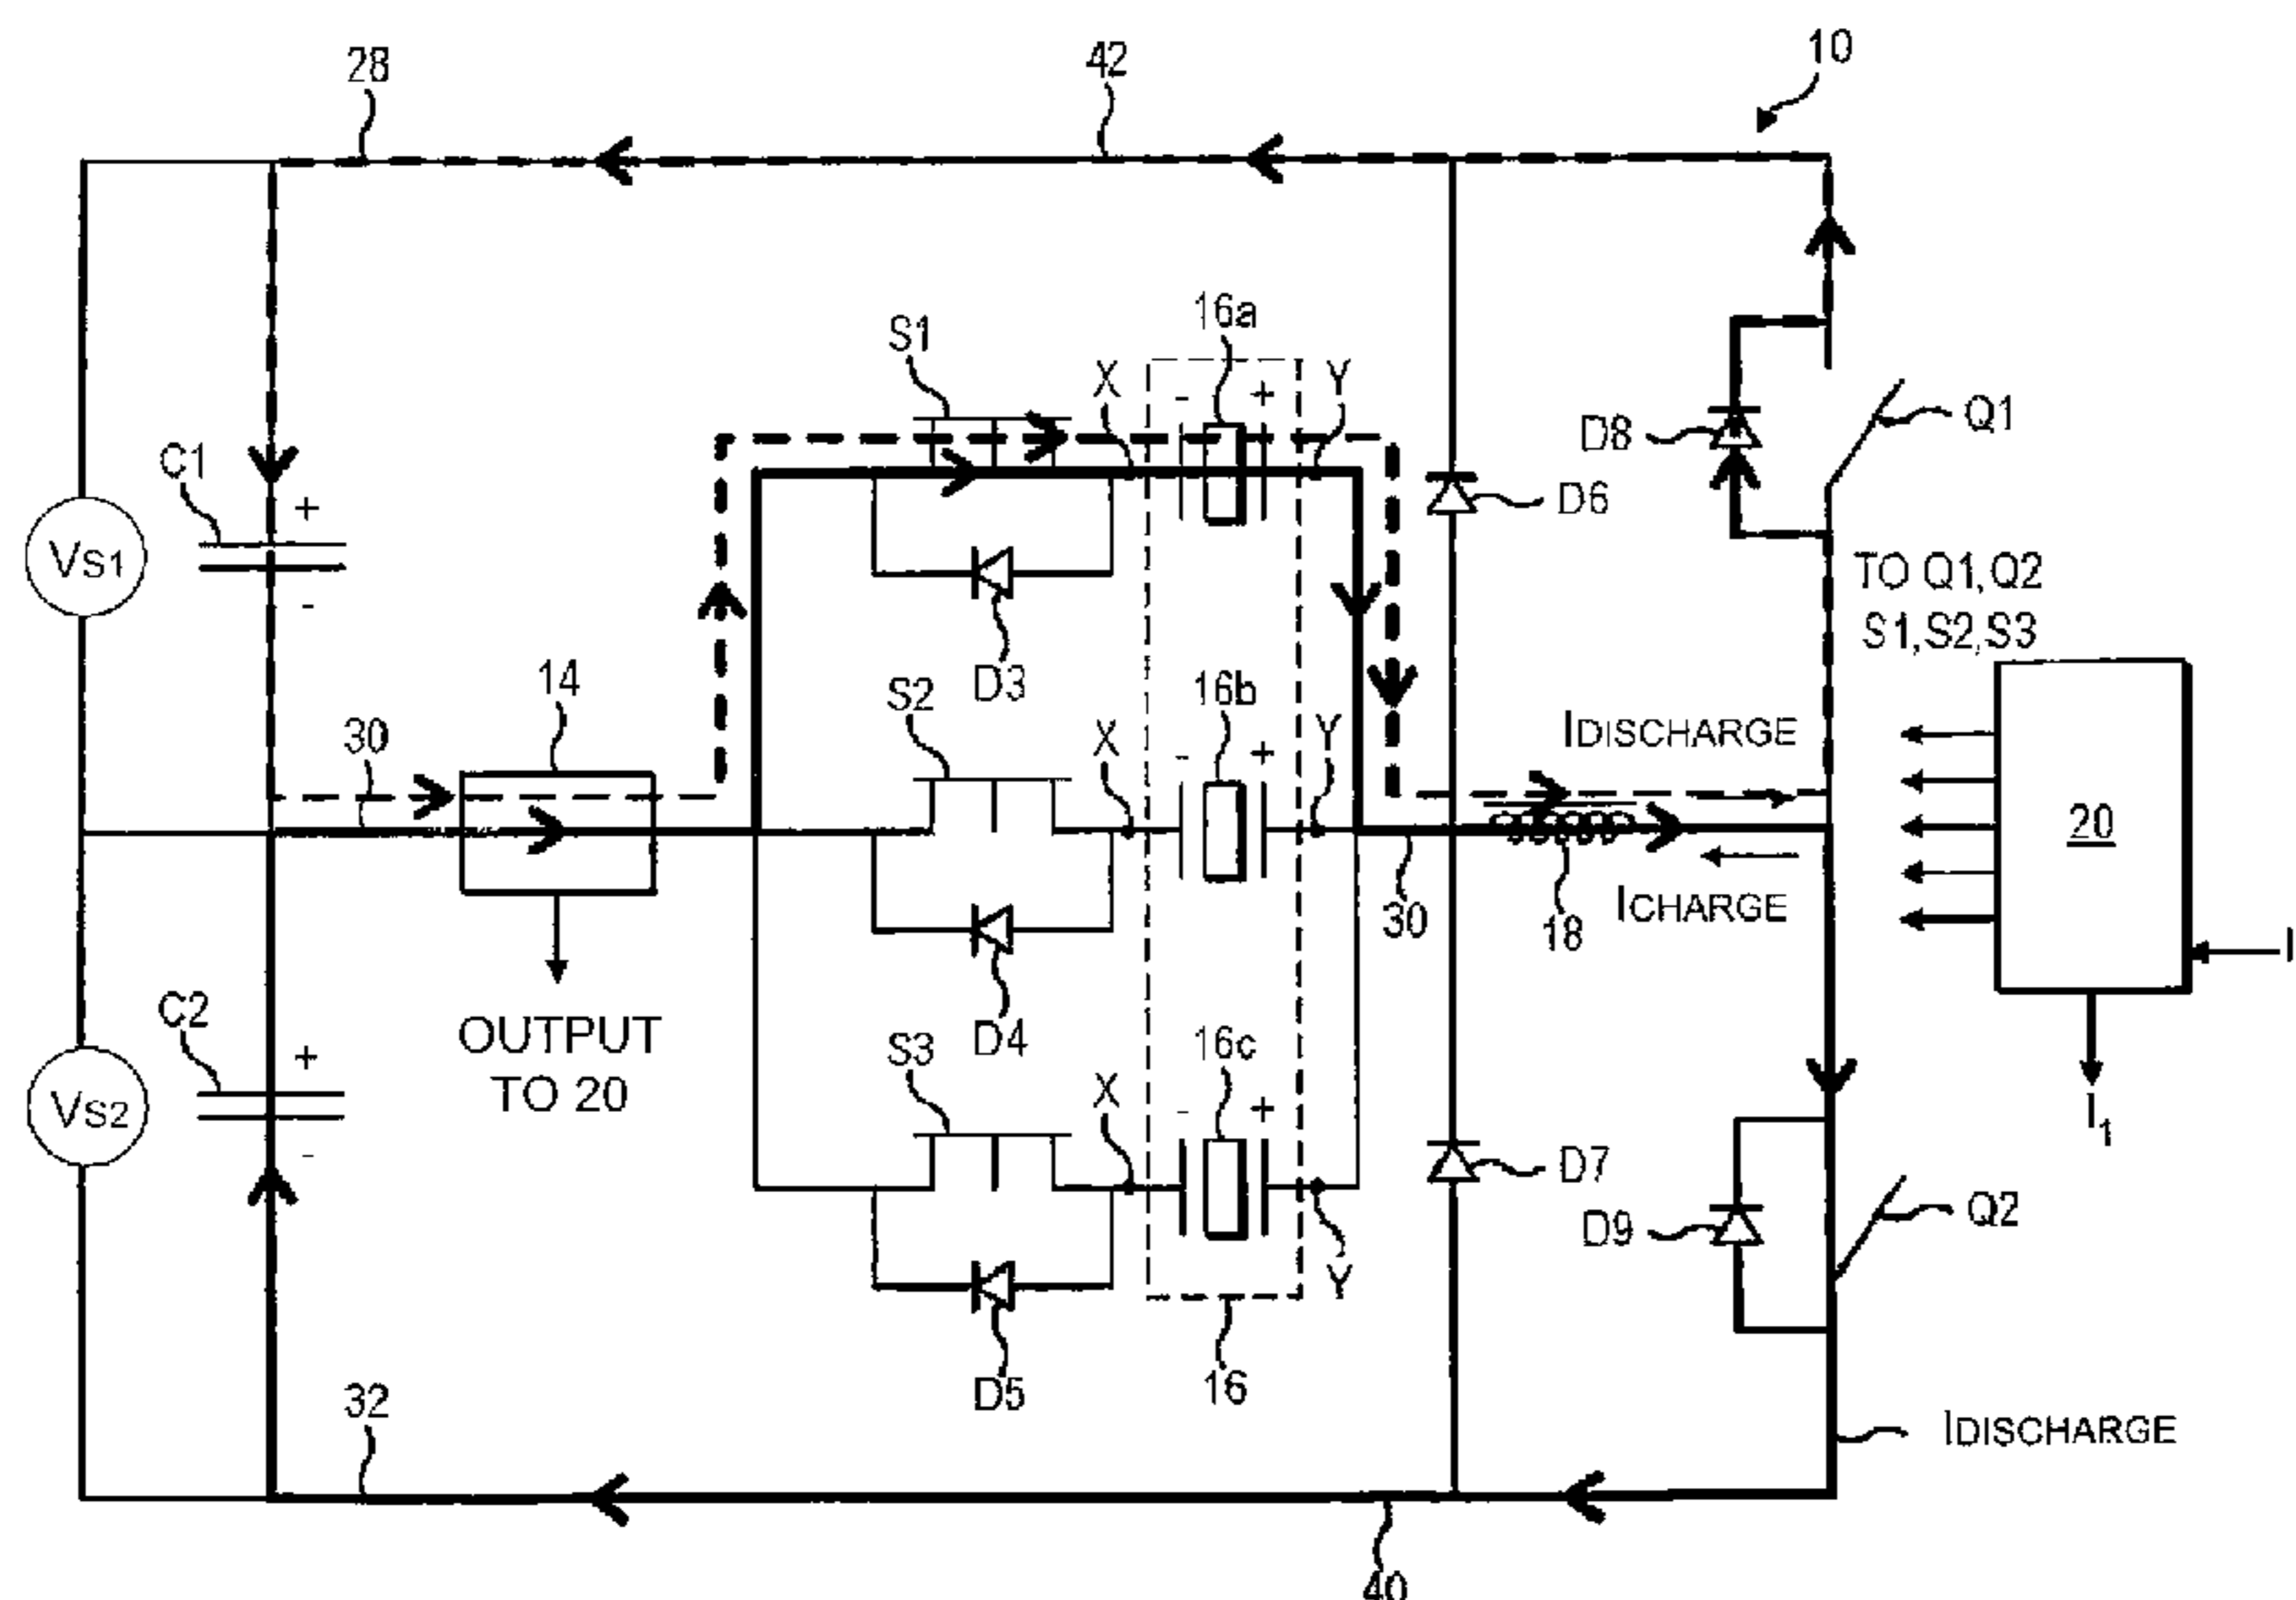 28
42
10
S1
X
16a
Y
-
+
D8
Q1
C1
+
-
D6
VS1
TO Q1,Q2
S1,S2,S3
D3
14
S2
16b
30
X
Y
-
+
IDISCHARGE
20
30
ICHARGE
18
I
D4
C2
OUTPUT
TO 20
S3
16c
+
-
X
-
+
VS2
I1
D7
D9
Q2
Y
D5
16
32
IDISCHARGE
40